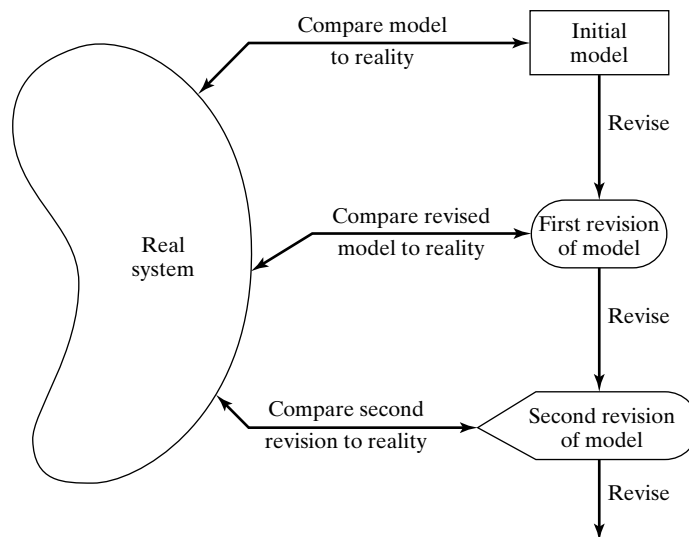 Compare model
to reality
Initial
model
Revise
Real
system
Compare revised
model to reality
First revision
of model
Revise
Compare second
revision to reality
Second revision
of model
Revise